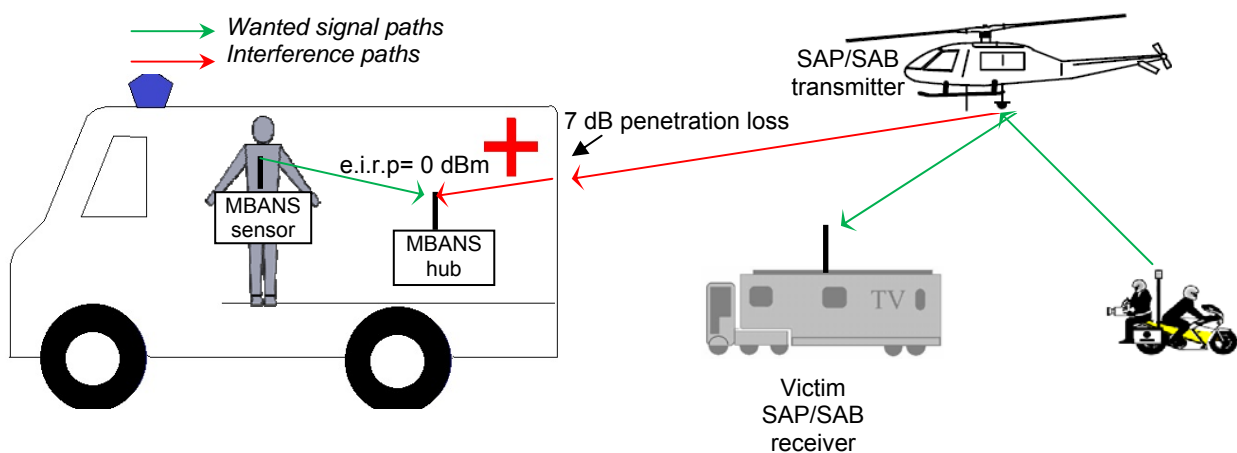 Wanted signal paths
Interference paths
SAP/SAB
transmitter
7 dB penetration loss
e.i.r.p= 0 dBm
MBANS
sensor
MBANS
hub
TV
Victim
SAP/SAB
receiver